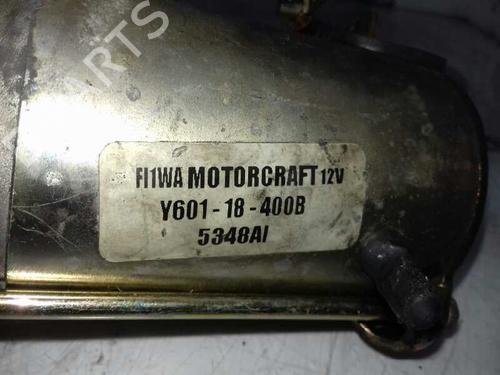 FI1WA MOTORCRAFT 12V
Y601 - 18 - 400B
5348AI